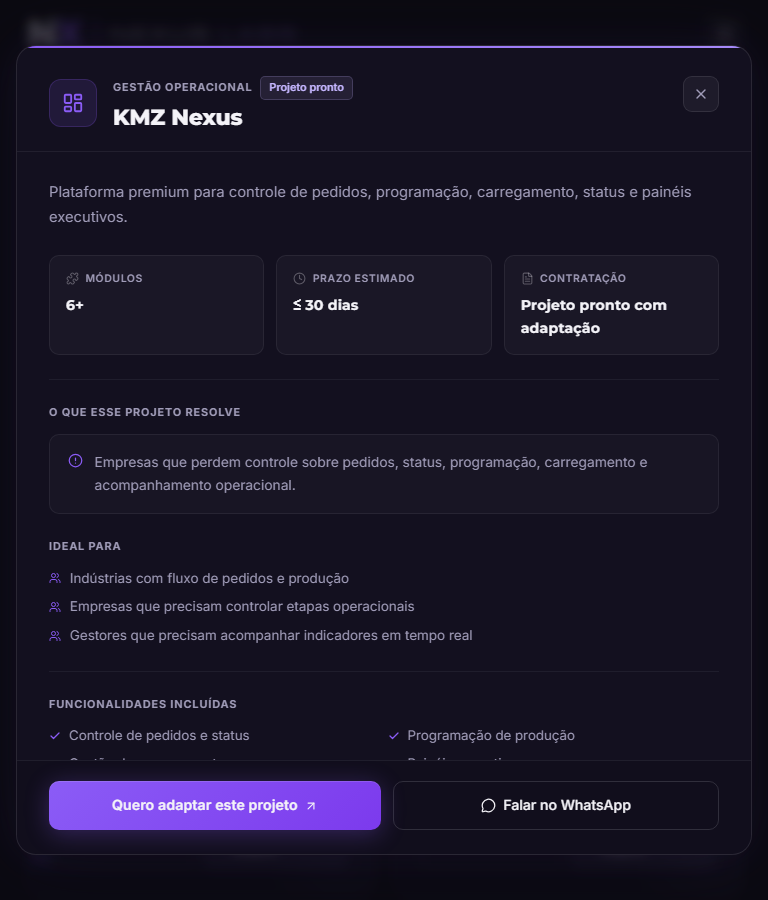 GESTÃO OPERACIONAL Projeto pronto
KMZ Nexus
Plataforma premium para controle de pedidos, programação, carregamento, status e painéis
executivos.
MÓDULOS
6+
PRAZO ESTIMADO
≤ 30 dias
CONTRATAÇÃO
Projeto pronto com
adaptação
O QUE ESSE PROJETO RESOLVE
Empresas que perdem controle sobre pedidos, status, programação, carregamento e
acompanhamento operacional.
IDEAL PARA
Indústrias com fluxo de pedidos e produção
Empresas que precisam controlar etapas operacionais
Gestores que precisam acompanhar indicadores em tempo real
FUNCIONALIDADES INCLUÍDAS
Controle de pedidos e status
Programação de produção
Quero adaptar este projeto
Falar no WhatsApp